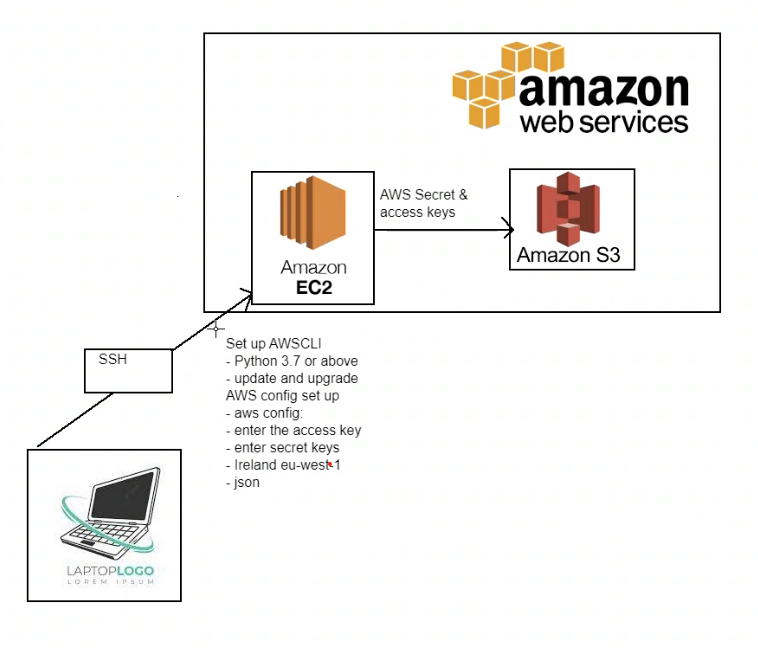 amazon
web services
AWS Secret &
access keys
Amazon
EC2
Amazon S3
SSH
Set up AWSCLI
- Python 3.7 or above
- update and upgrade
AWS config set up
- aws config:
- enter the access key
- enter secret keys
- Ireland eu-west-1
- json
LAPTOPLOGO
LOREM IPSUM